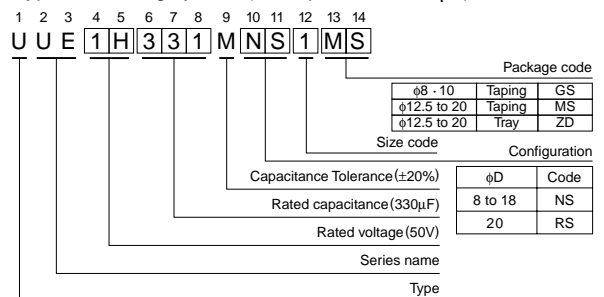 1 2 3 4 5 6 7 8 9 10 11 12 13 14
U U E 1 H 3 3 1 M N S 1 M S
Package code
ϕ8 · 10 Taping GS
ϕ12.5 to 20 Taping MS
ϕ12.5 to 20 Tray ZD
Size code
Configuration
ϕD Code
8 to 18 NS
20 RS
Capacitance Tolerance (±20%)
Rated capacitance (330μF)
Rated voltage (50V)
Series name
Type